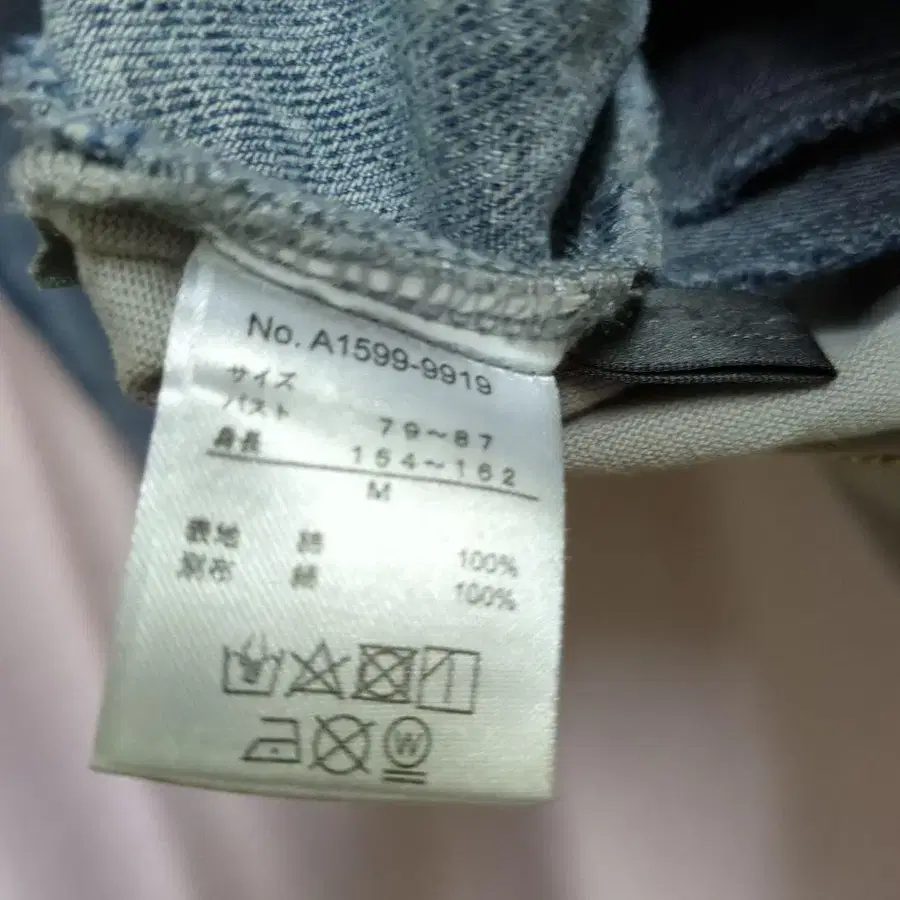 No. A1599-9919
サイズ
バスト 79～87
身長 154～162
M
表地 綿 100%
別布 綿 100%
W